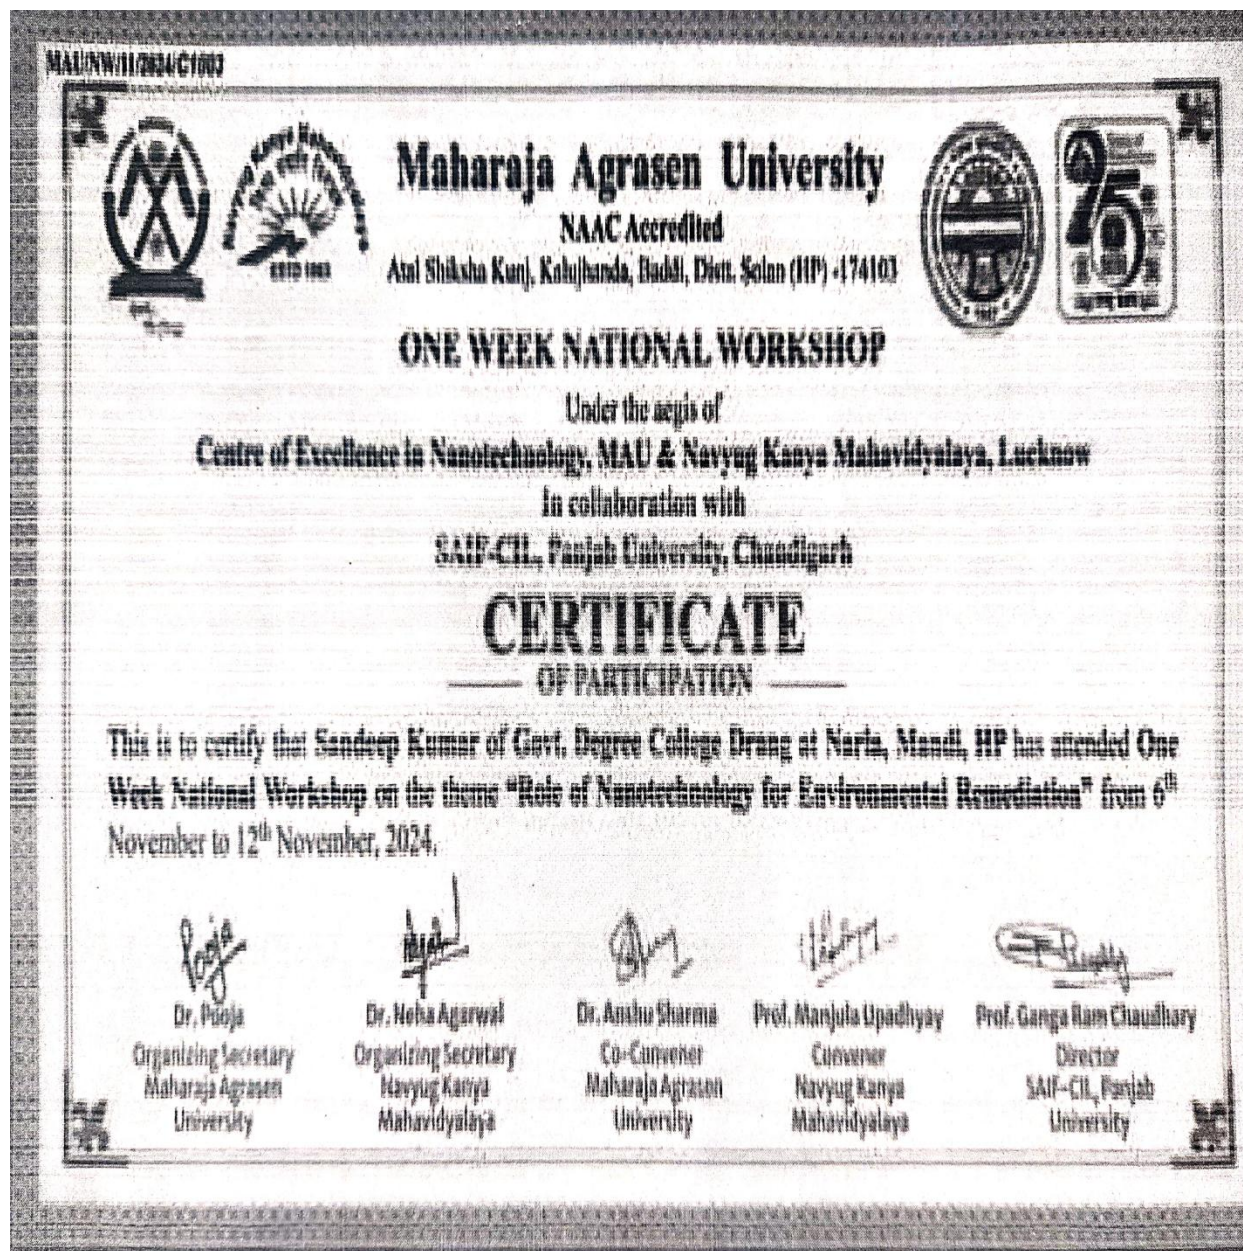 Maharaja Agrasen University
NAAC Accredited
Atal Shiksha Kunj, Kalujhanda, Baddi, Distt. Solan (HP) -174103
ONE WEEK NATIONAL WORKSHOP
Under the aegis of
Centre of Excellence in Nanotechnology, MAU & Navyug Kanya Mahavidyalaya, Lucknow
in collaboration with
SAIF-CIL, Panjab University, Chandigarh
CERTIFICATE
OF PARTICIPATION
This is to certify that Sandeep Kumar of Govt. Degree College Drang at Narla, Mandi, HP has attended One
Week National Workshop on the theme "Role of Nanotechnology for Environmental Remediation" from 6th
November to 12th November, 2024.
Pooja
Dr. Pooja
Organizing Secretary
Maharaja Agrasen
University
Dr. Neha Agarwal
Organizing Secretary
Navyug Kanya
Mahavidyalaya
Dr. Anshu Sharma
Co-Convener
Maharaja Agrasen
University
Prof. Manjula Upadhyay
Convener
Navyug Kanya
Mahavidyalaya
Prof. Ganga Ram Chaudhary
Director
SAIF-CIL, Panjab
University